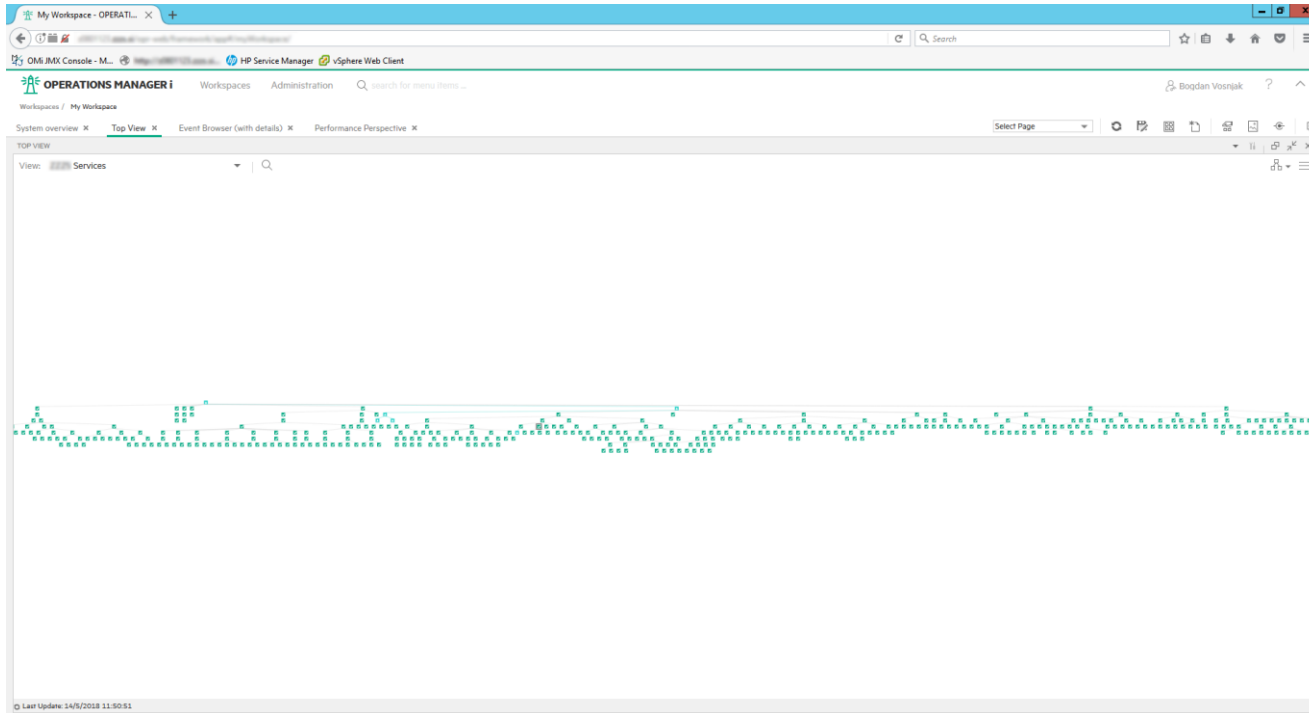 My Workspace - OPERATI...
Search
OMi JMX Console - M... HP Service Manager vSphere Web Client
OPERATIONS MANAGER i Workspaces Administration search for menu items ... Bogdan Vosnjak ?
Workspaces / My Workspace
System overview Top View Event Browser (with details) Performance Perspective Select Page
TOP VIEW
View: Services
Last Update: 14/5/2018 11:50:51